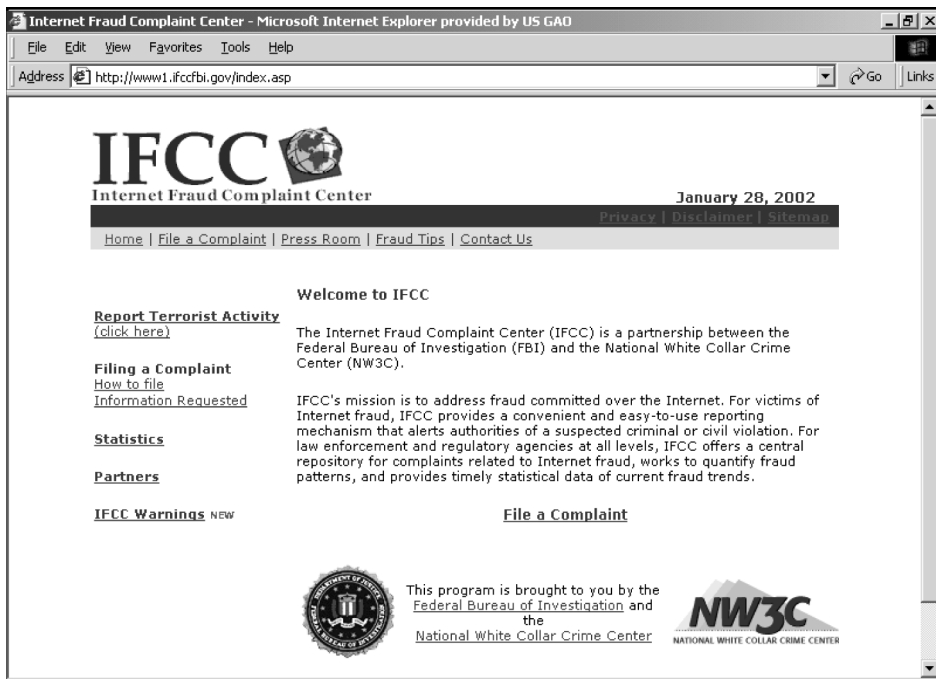 Internet Fraud Complaint Center - Microsoft Internet Explorer provided by US GAO
File Edit View Favorites Tools Help
Address http://www1.ifccfbi.gov/index.asp Go Links
IFCC
Internet Fraud Complaint Center
January 28, 2002
Privacy | Disclaimer | Sitemap
Home | File a Complaint | Press Room | Fraud Tips | Contact Us
Report Terrorist Activity
(click here)
Filing a Complaint
How to file
Information Requested
Statistics
Partners
IFCC Warnings NEW
Welcome to IFCC
The Internet Fraud Complaint Center (IFCC) is a partnership between the
Federal Bureau of Investigation (FBI) and the National White Collar Crime
Center (NW3C).
IFCC's mission is to address fraud committed over the Internet. For victims of
Internet fraud, IFCC provides a convenient and easy-to-use reporting
mechanism that alerts authorities of a suspected criminal or civil violation. For
law enforcement and regulatory agencies at all levels, IFCC offers a central
repository for complaints related to Internet fraud, works to quantify fraud
patterns, and provides timely statistical data of current fraud trends.
File a Complaint
DEPARTMENT OF JUSTICE
FEDERAL BUREAU OF INVESTIGATION
This program is brought to you by the
Federal Bureau of Investigation and
the
National White Collar Crime Center
NW3C
NATIONAL WHITE COLLAR CRIME CENTER